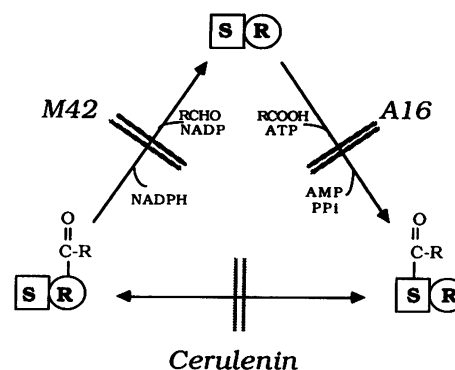 S R
M42
RCHO
NADP
RCOOH
ATP
A16
NADPH
AMP
PPi
O
C-R
S R
O
C-R
S R
Cerulenin